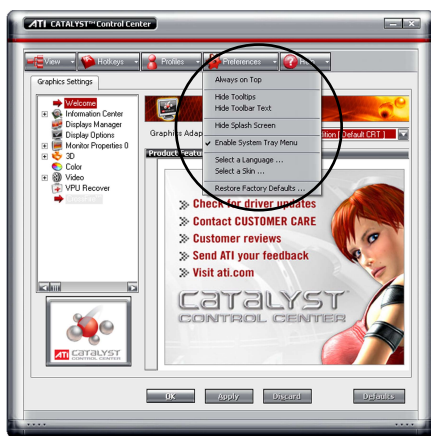 ATI CATALYST™ Control Center
View Hotkeys Profiles Preferences
Graphics Settings
Always on Top
Hide Tooltips
Hide Toolbar Text
Hide Splash Screen
Enable System Tray Menu
Select a Language ...
Select a Skin ...
Restore Factory Defaults ...
Welcome
Information Center
Displays Manager
Display Options
Monitor Properties 0
3D
Color
Video
VPU Recover
Graphics Adap
[Default CRT ]
Product Featu
Check for driver updates
Contact CUSTOMER CARE
Customer reviews
Send ATI your feedback
Visit ati.com
CATALYST
CONTROL CENTER
ATI CATALYST
CONTROL CENTER
OK Apply Discard Defaults